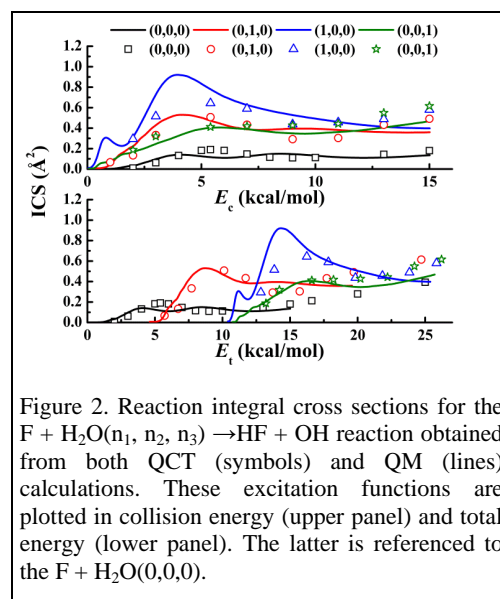 (0,0,0) (0,1,0) (1,0,0) (0,0,1)
(0,0,0) (0,1,0) (1,0,0) (0,0,1)
1.2
1.0
0.8
0.6
0.4
0.2
0.0
0 5 10 15
E_c (kcal/mol)
ICS (Å²)
1.2
1.0
0.8
0.6
0.4
0.2
0.0
0 5 10 15 20 25
E_t (kcal/mol)
Figure 2. Reaction integral cross sections for the
F + H₂O(n₁, n₂, n₃) →HF + OH reaction obtained
from both QCT (symbols) and QM (lines)
calculations. These excitation functions are
plotted in collision energy (upper panel) and total
energy (lower panel). The latter is referenced to
the F + H₂O(0,0,0).